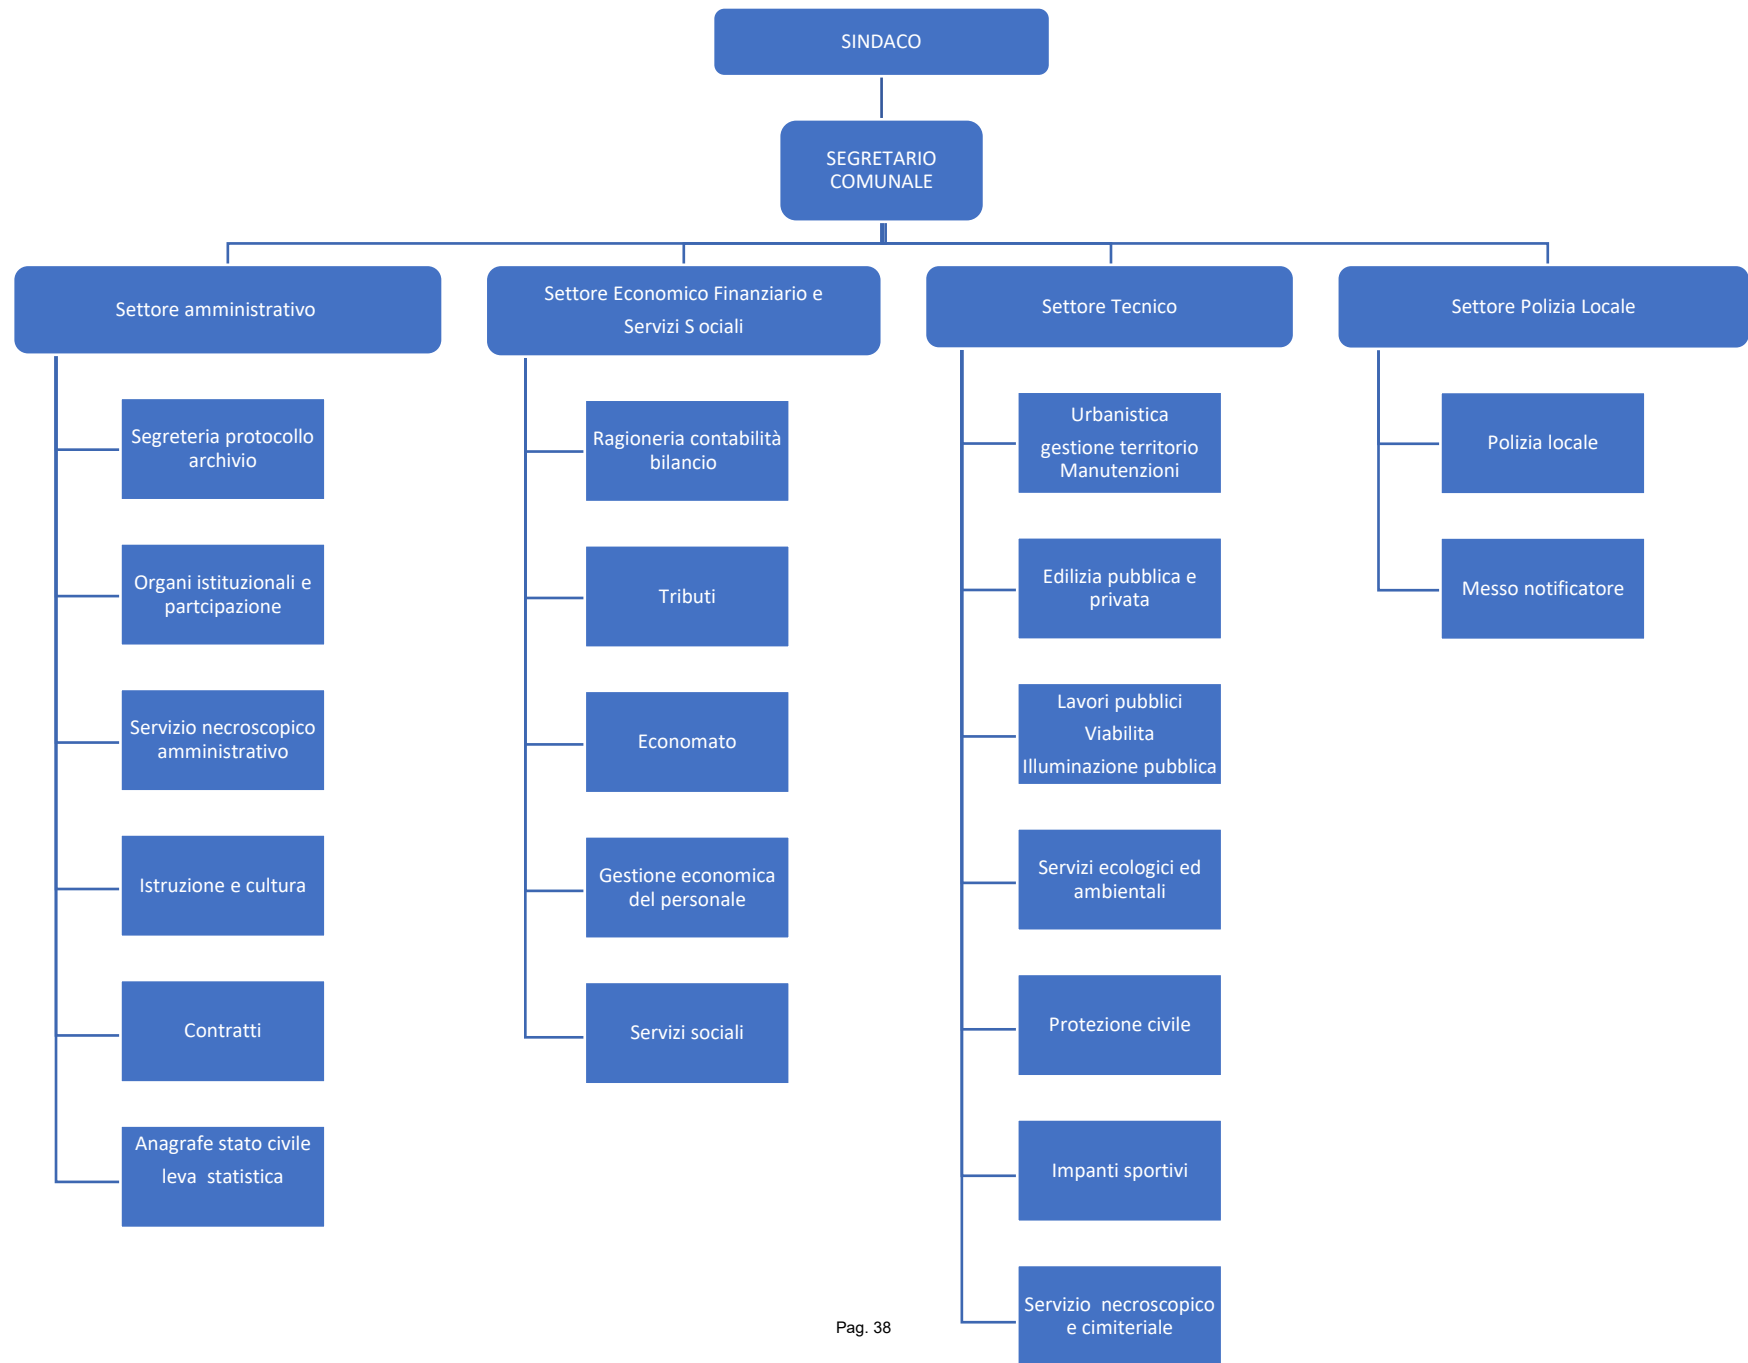 SINDACO
SEGRETARIO
COMUNALE
Settore amministrativo
Segreteria protocollo
archivio
Organi istituzionali e
partcipazione
Servizio necroscopico
amministrativo
Istruzione e cultura
Contratti
Anagrafe stato civile
leva statistica
Settore Economico Finanziario e
Servizi S ociali
Ragioneria contabilità
bilancio
Tributi
Economato
Gestione economica
del personale
Servizi sociali
Settore Tecnico
Urbanistica
gestione territorio
Manutenzioni
Edilizia pubblica e
privata
Lavori pubblici
Viabilita
Illuminazione pubblica
Servizi ecologici ed
ambientali
Protezione civile
Impanti sportivi
Servizio necroscopico
e cimiteriale
Settore Polizia Locale
Polizia locale
Messo notificatore
Pag. 38